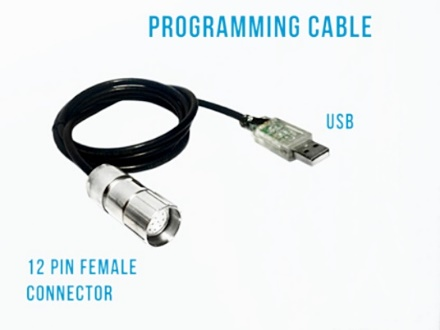 PROGRAMMING CABLE
USB
12 PIN FEMALE
CONNECTOR